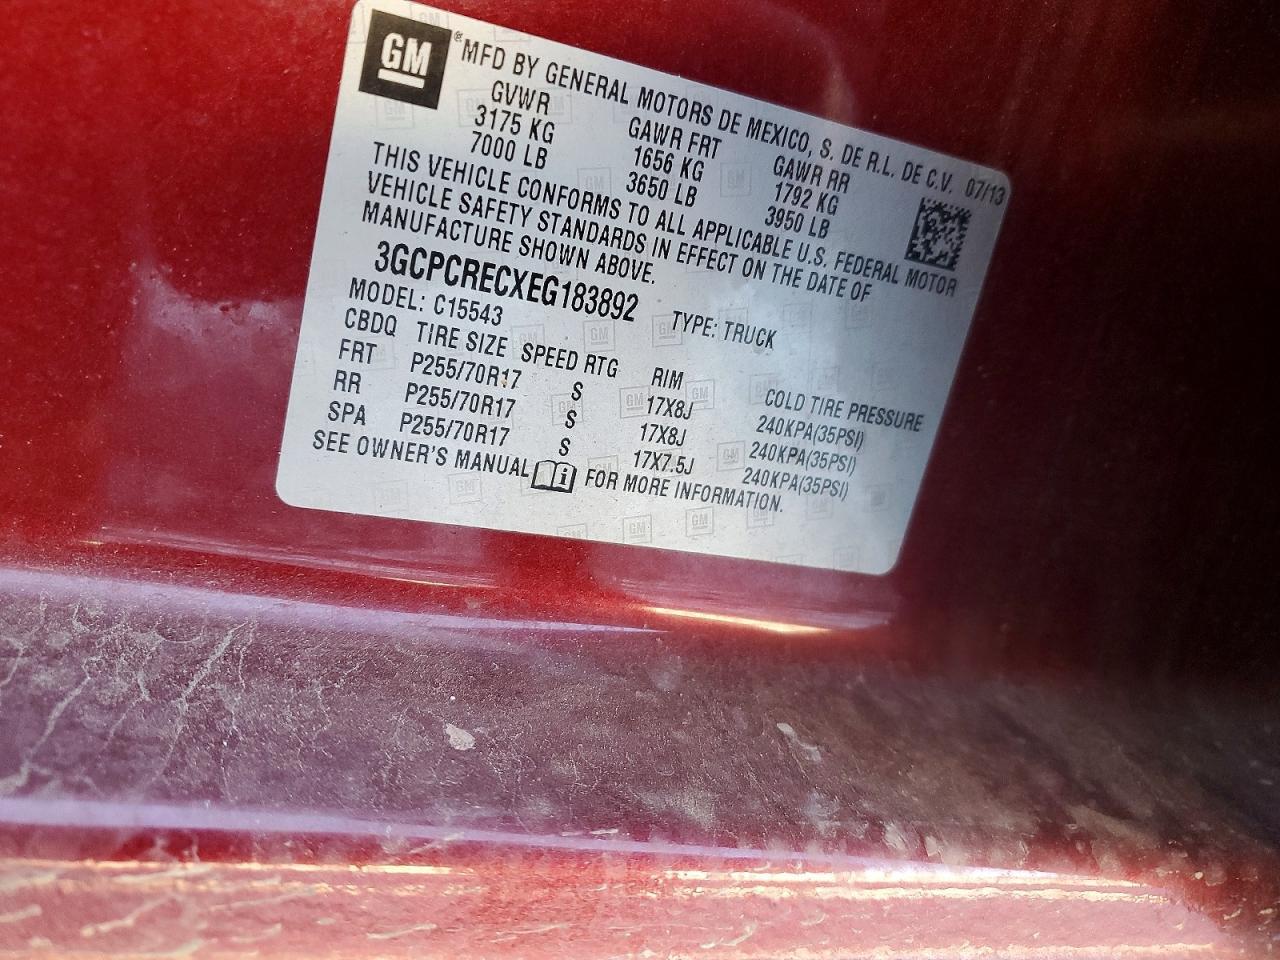 GM® MFD BY GENERAL MOTORS DE MEXICO, S. DE R.L. DE C.V. 07/13
GVWR GAWR FRT GAWR RR
3175 KG 1656 KG 1792 KG
7000 LB 3650 LB 3950 LB
THIS VEHICLE CONFORMS TO ALL APPLICABLE U.S. FEDERAL MOTOR
VEHICLE SAFETY STANDARDS IN EFFECT ON THE DATE OF
MANUFACTURE SHOWN ABOVE.
3GCPCRECXEG183892 TYPE: TRUCK
MODEL: C15543
CBDQ TIRE SIZE SPEED RTG RIM COLD TIRE PRESSURE
FRT P255/70R17 S 17X8J 240KPA(35PSI)
RR P255/70R17 S 17X8J 240KPA(35PSI)
SPA P255/70R17 S 17X7.5J 240KPA(35PSI)
SEE OWNER'S MANUAL i FOR MORE INFORMATION.